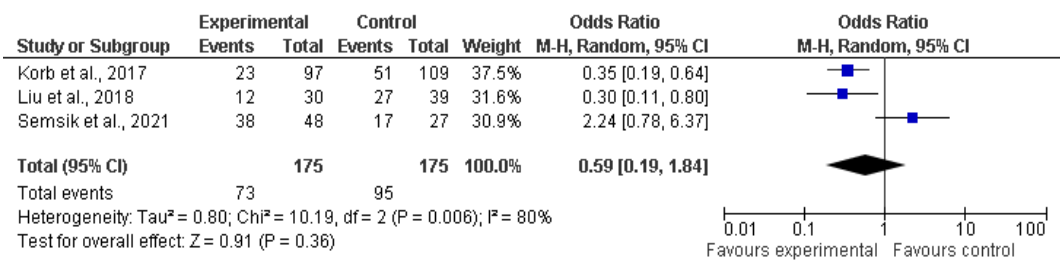 Experimental Control Odds Ratio Odds Ratio
Study or Subgroup Events Total Events Total Weight M-H, Random, 95% CI M-H, Random, 95% CI
Korb et al., 2017 23 97 51 109 37.5% 0.35 [0.19, 0.64]
Liu et al., 2018 12 30 27 39 31.6% 0.30 [0.11, 0.80]
Semsik et al., 2021 38 48 17 27 30.9% 2.24 [0.78, 6.37]
Total (95% CI) 175 175 100.0% 0.59 [0.19, 1.84]
Total events 73 95
Heterogeneity: Tau² = 0.80; Chi² = 10.19, df = 2 (P = 0.006); I² = 80%
Test for overall effect: Z = 0.91 (P = 0.36)
0.01 0.1 1 10 100
Favours experimental Favours control